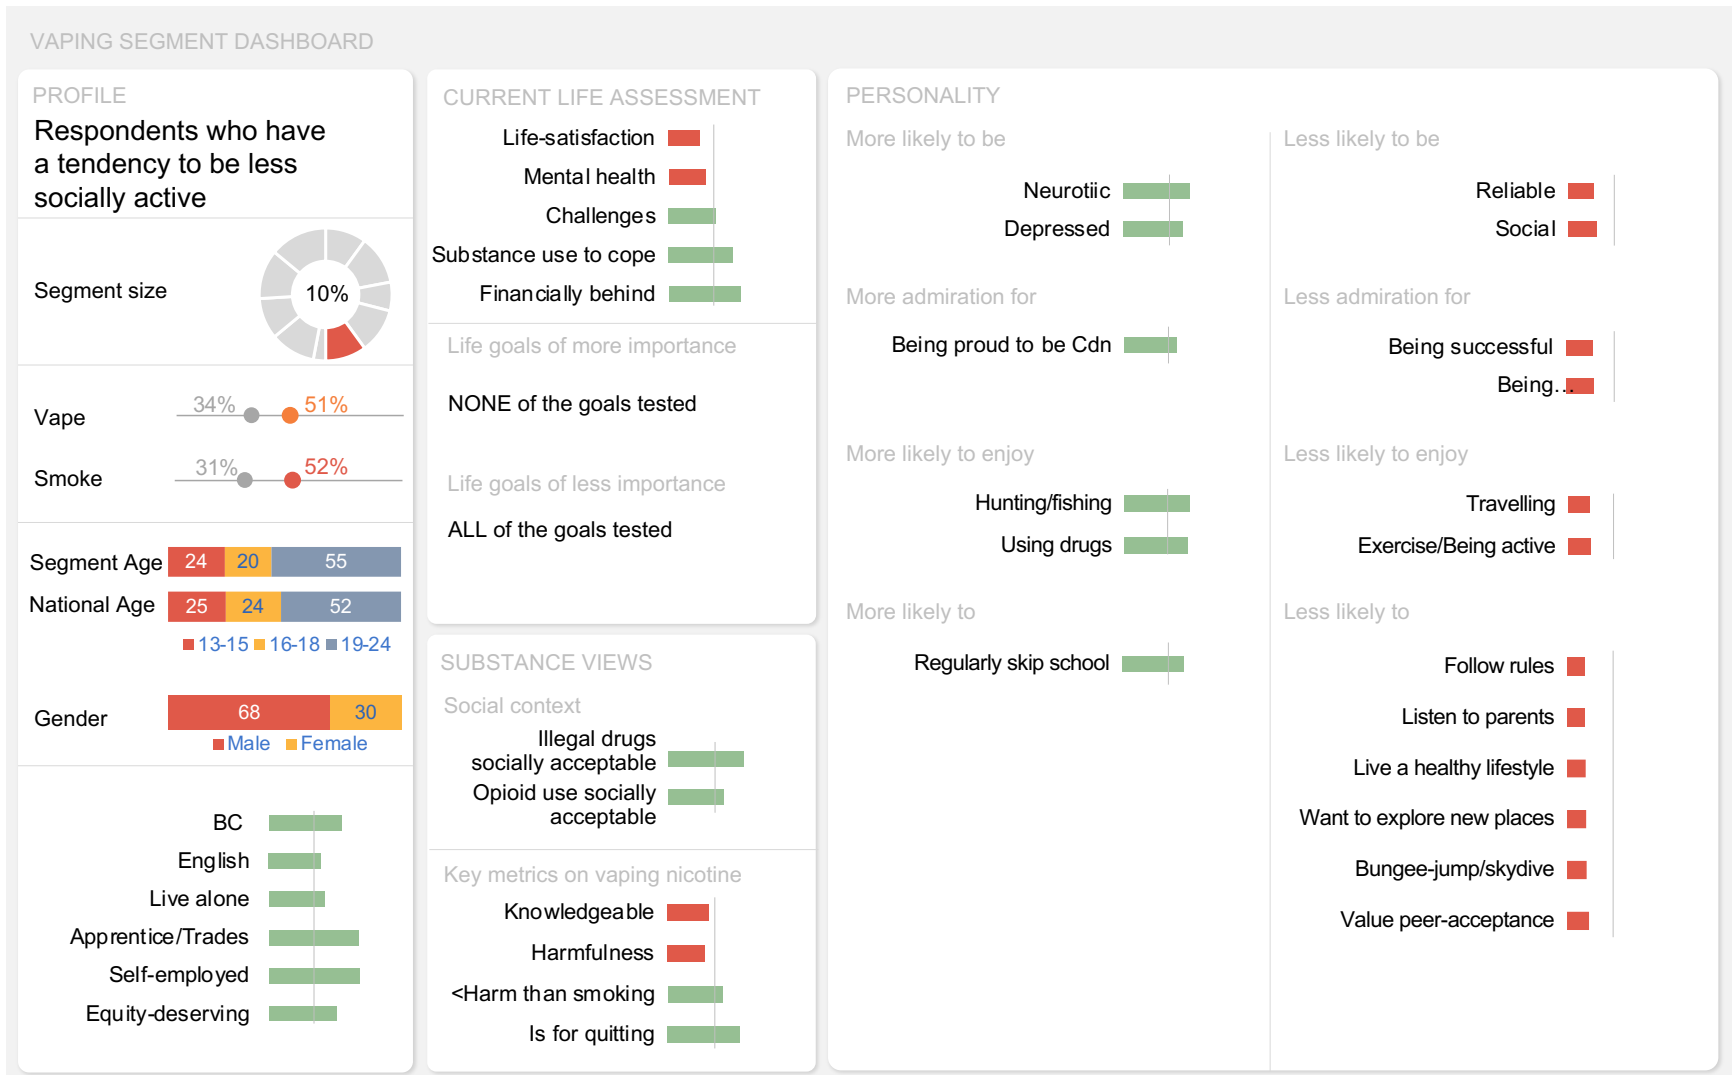 VAPING SEGMENT DASHBOARD
PROFILE
Respondents who have
a tendency to be less
socially active
Segment size
10%
Vape
34%
51%
Smoke
31%
52%
Segment Age
24
20
55
National Age
25
24
52
13-15
16-18
19-24
Gender
68
30
Male
Female
BC
English
Live alone
Apprentice/Trades
Self-employed
Equity-deserving
CURRENT LIFE ASSESSMENT
Life-satisfaction
Mental health
Challenges
Substance use to cope
Financially behind
Life goals of more importance
NONE of the goals tested
Life goals of less importance
ALL of the goals tested
SUBSTANCE VIEWS
Social context
Illegal drugs
socially acceptable
Opioid use socially
acceptable
Key metrics on vaping nicotine
Knowledgeable
Harmfulness
<Harm than smoking
Is for quitting
PERSONALITY
More likely to be
Neurotiic
Depressed
More admiration for
Being proud to be Cdn
More likely to enjoy
Hunting/fishing
Using drugs
More likely to
Regularly skip school
Less likely to be
Reliable
Social
Less admiration for
Being successful
Being…
Less likely to enjoy
Travelling
Exercise/Being active
Less likely to
Follow rules
Listen to parents
Live a healthy lifestyle
Want to explore new places
Bungee-jump/skydive
Value peer-acceptance